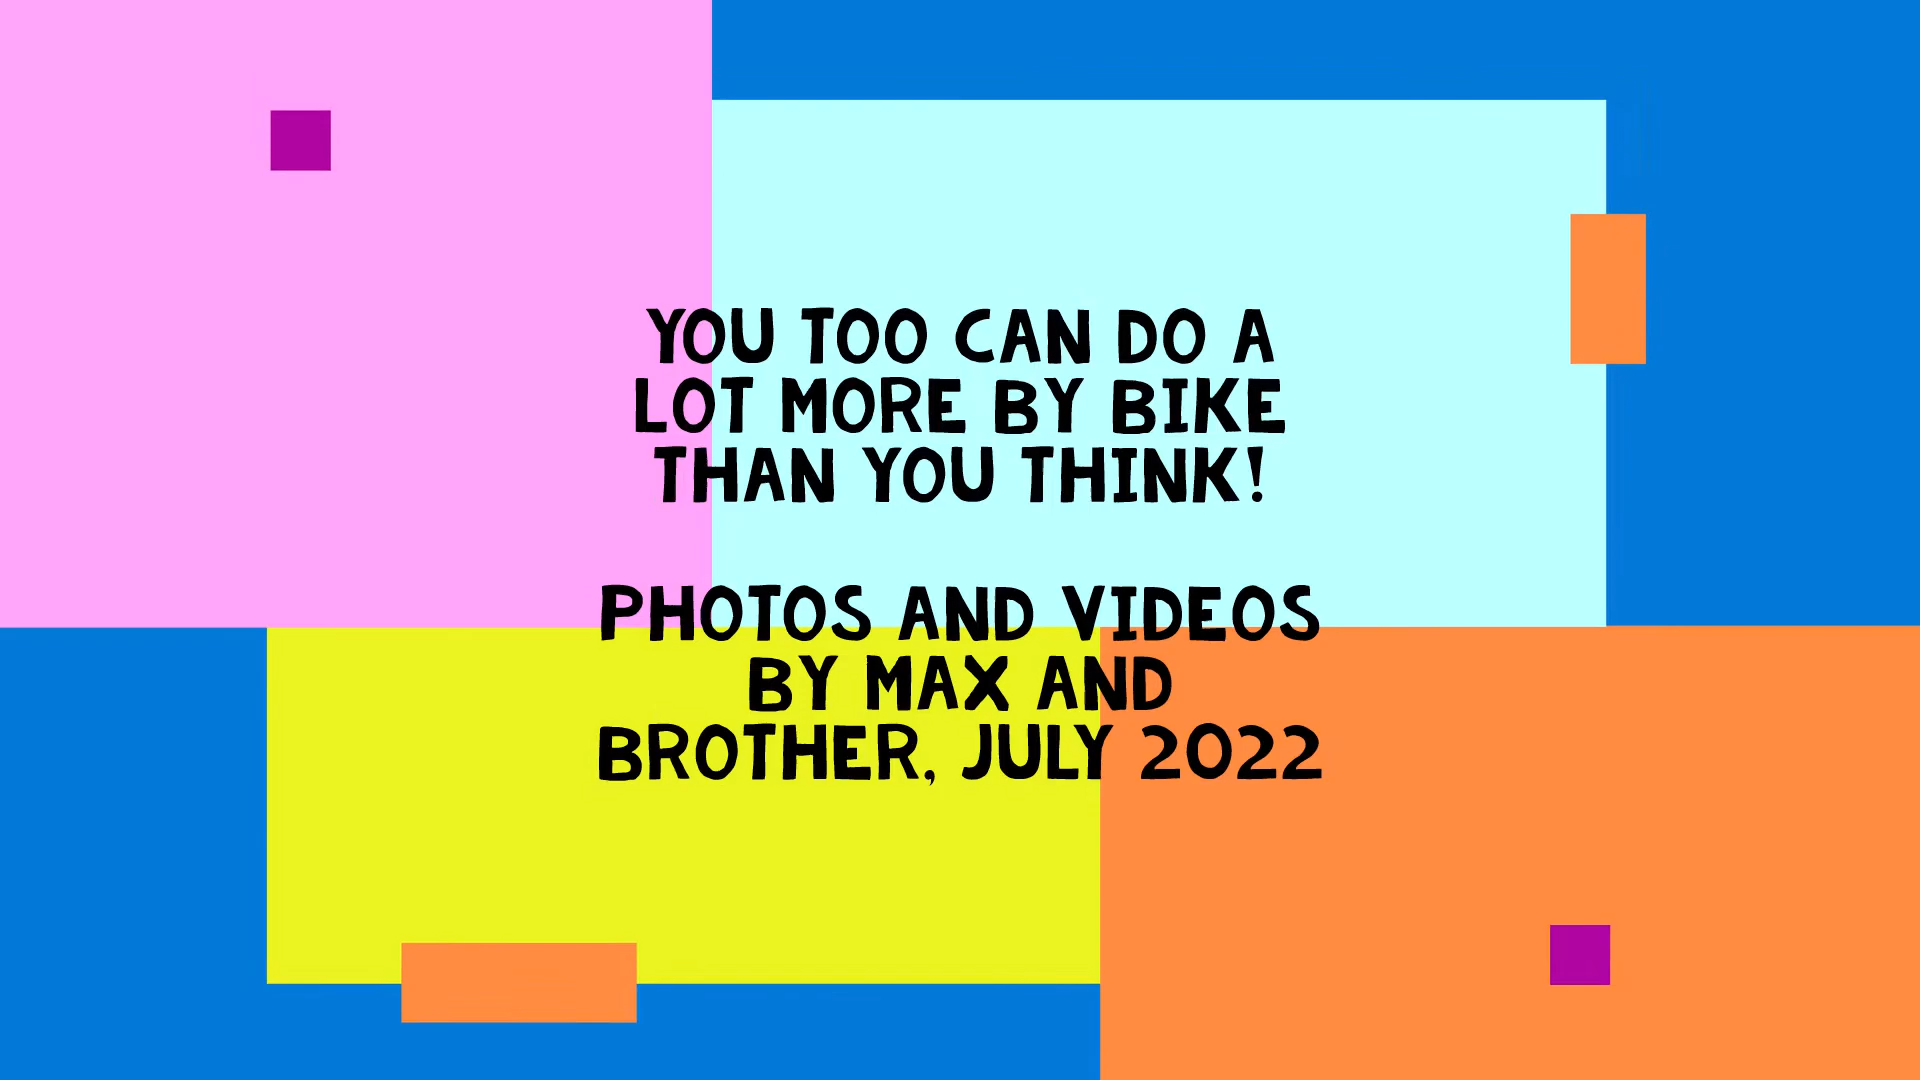 YOU TOO CAN DO A
LOT MORE BY BIKE
THAN YOU THINK!
PHOTOS AND VIDEOS
BY MAX AND
BROTHER, JULY 2022